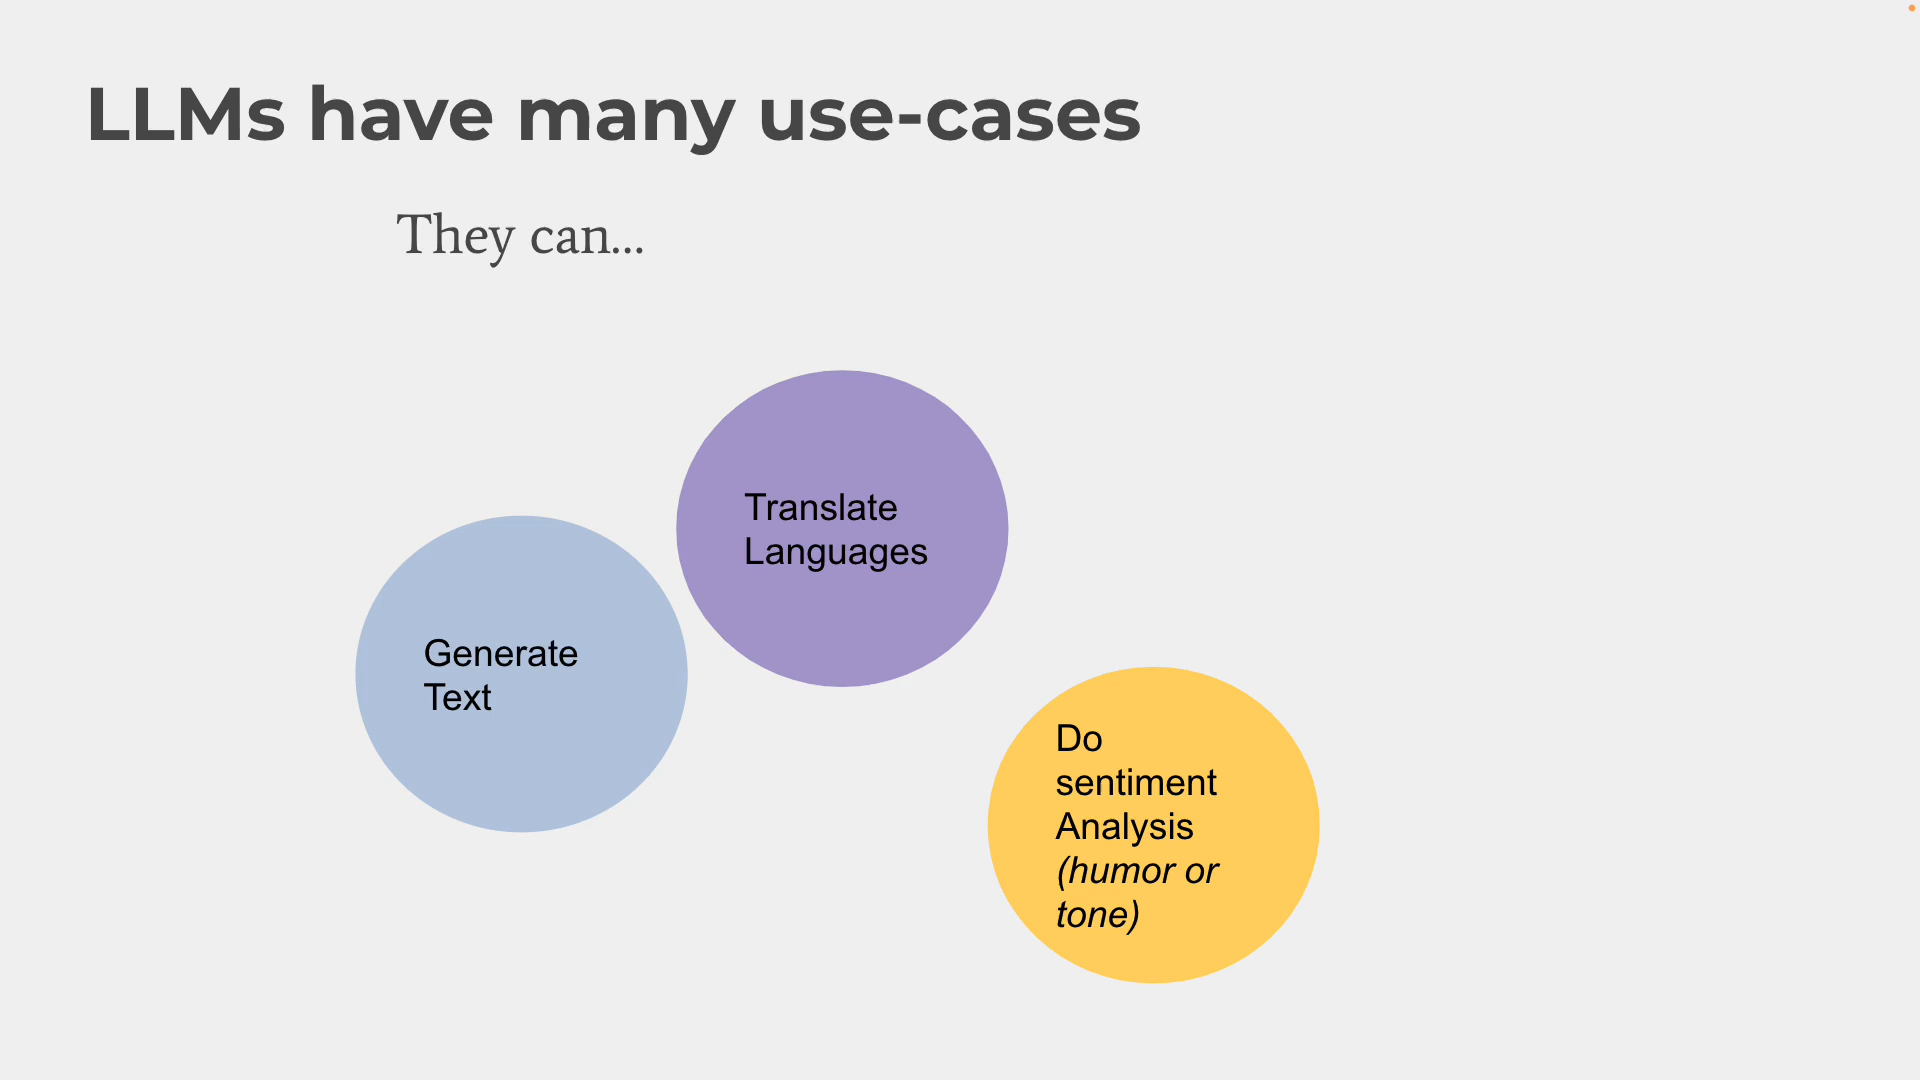 LLMs have many use-cases
They can...
Translate
Languages
Generate
Text
Do
sentiment
Analysis
(humor or
tone)